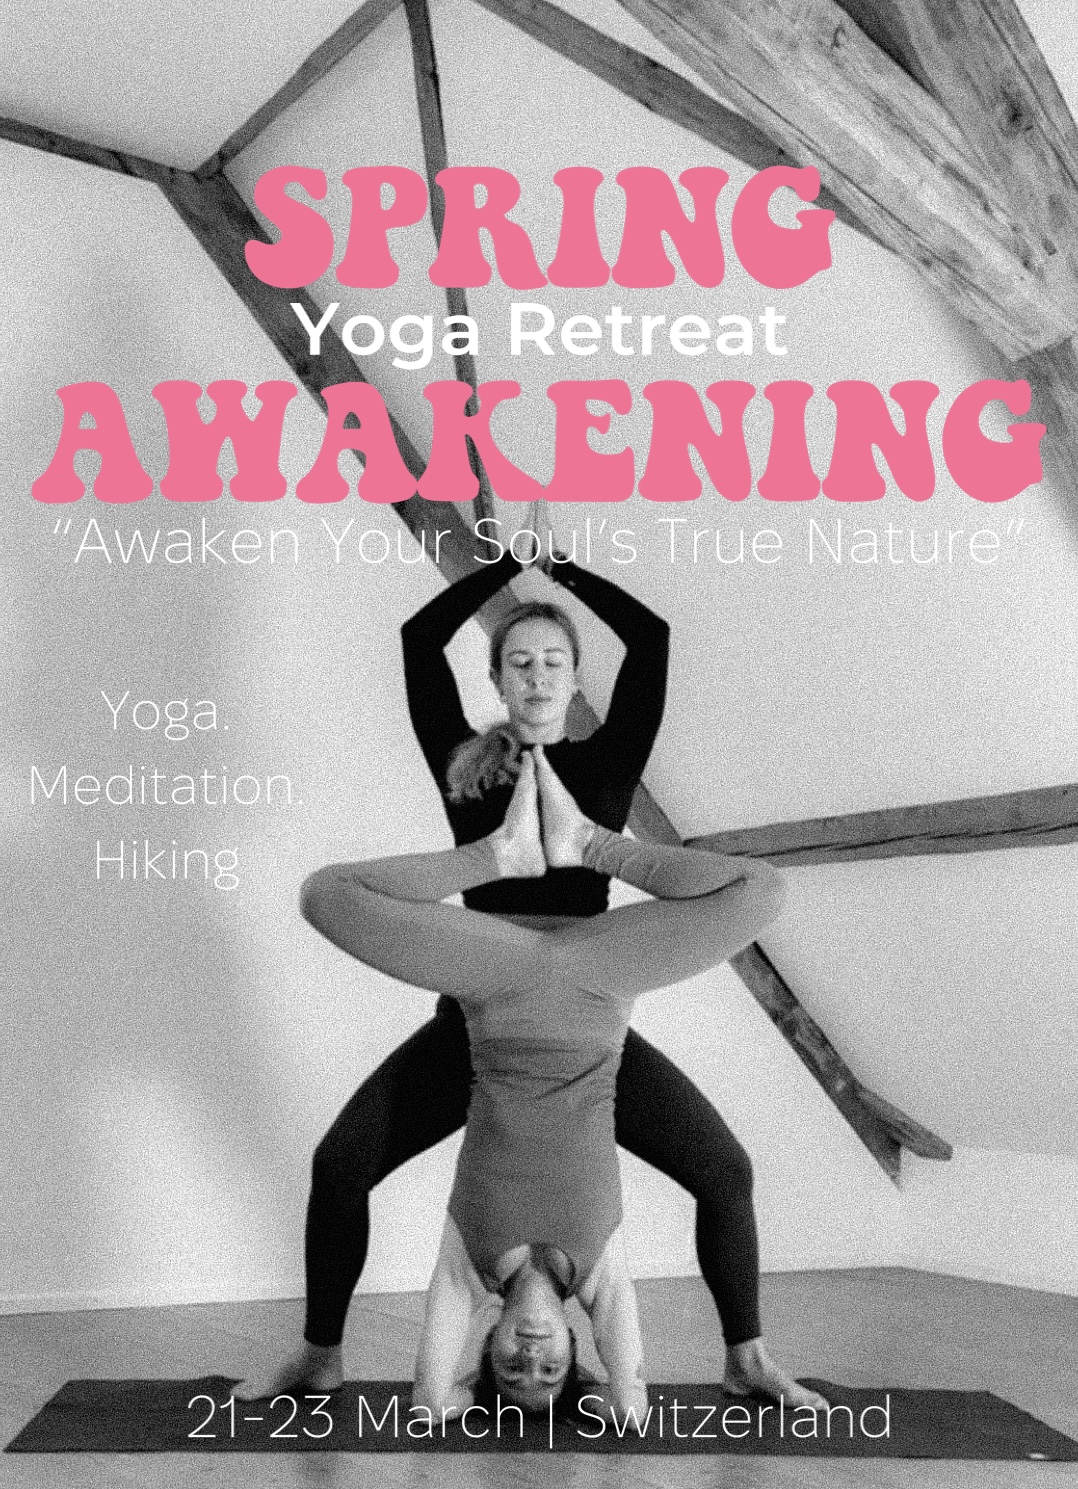 SPRING
Yoga Retreat
AWAKENING
“Awaken Your Soul’s True Nature”
Yoga.
Meditation.
Hiking
21-23 March | Switzerland